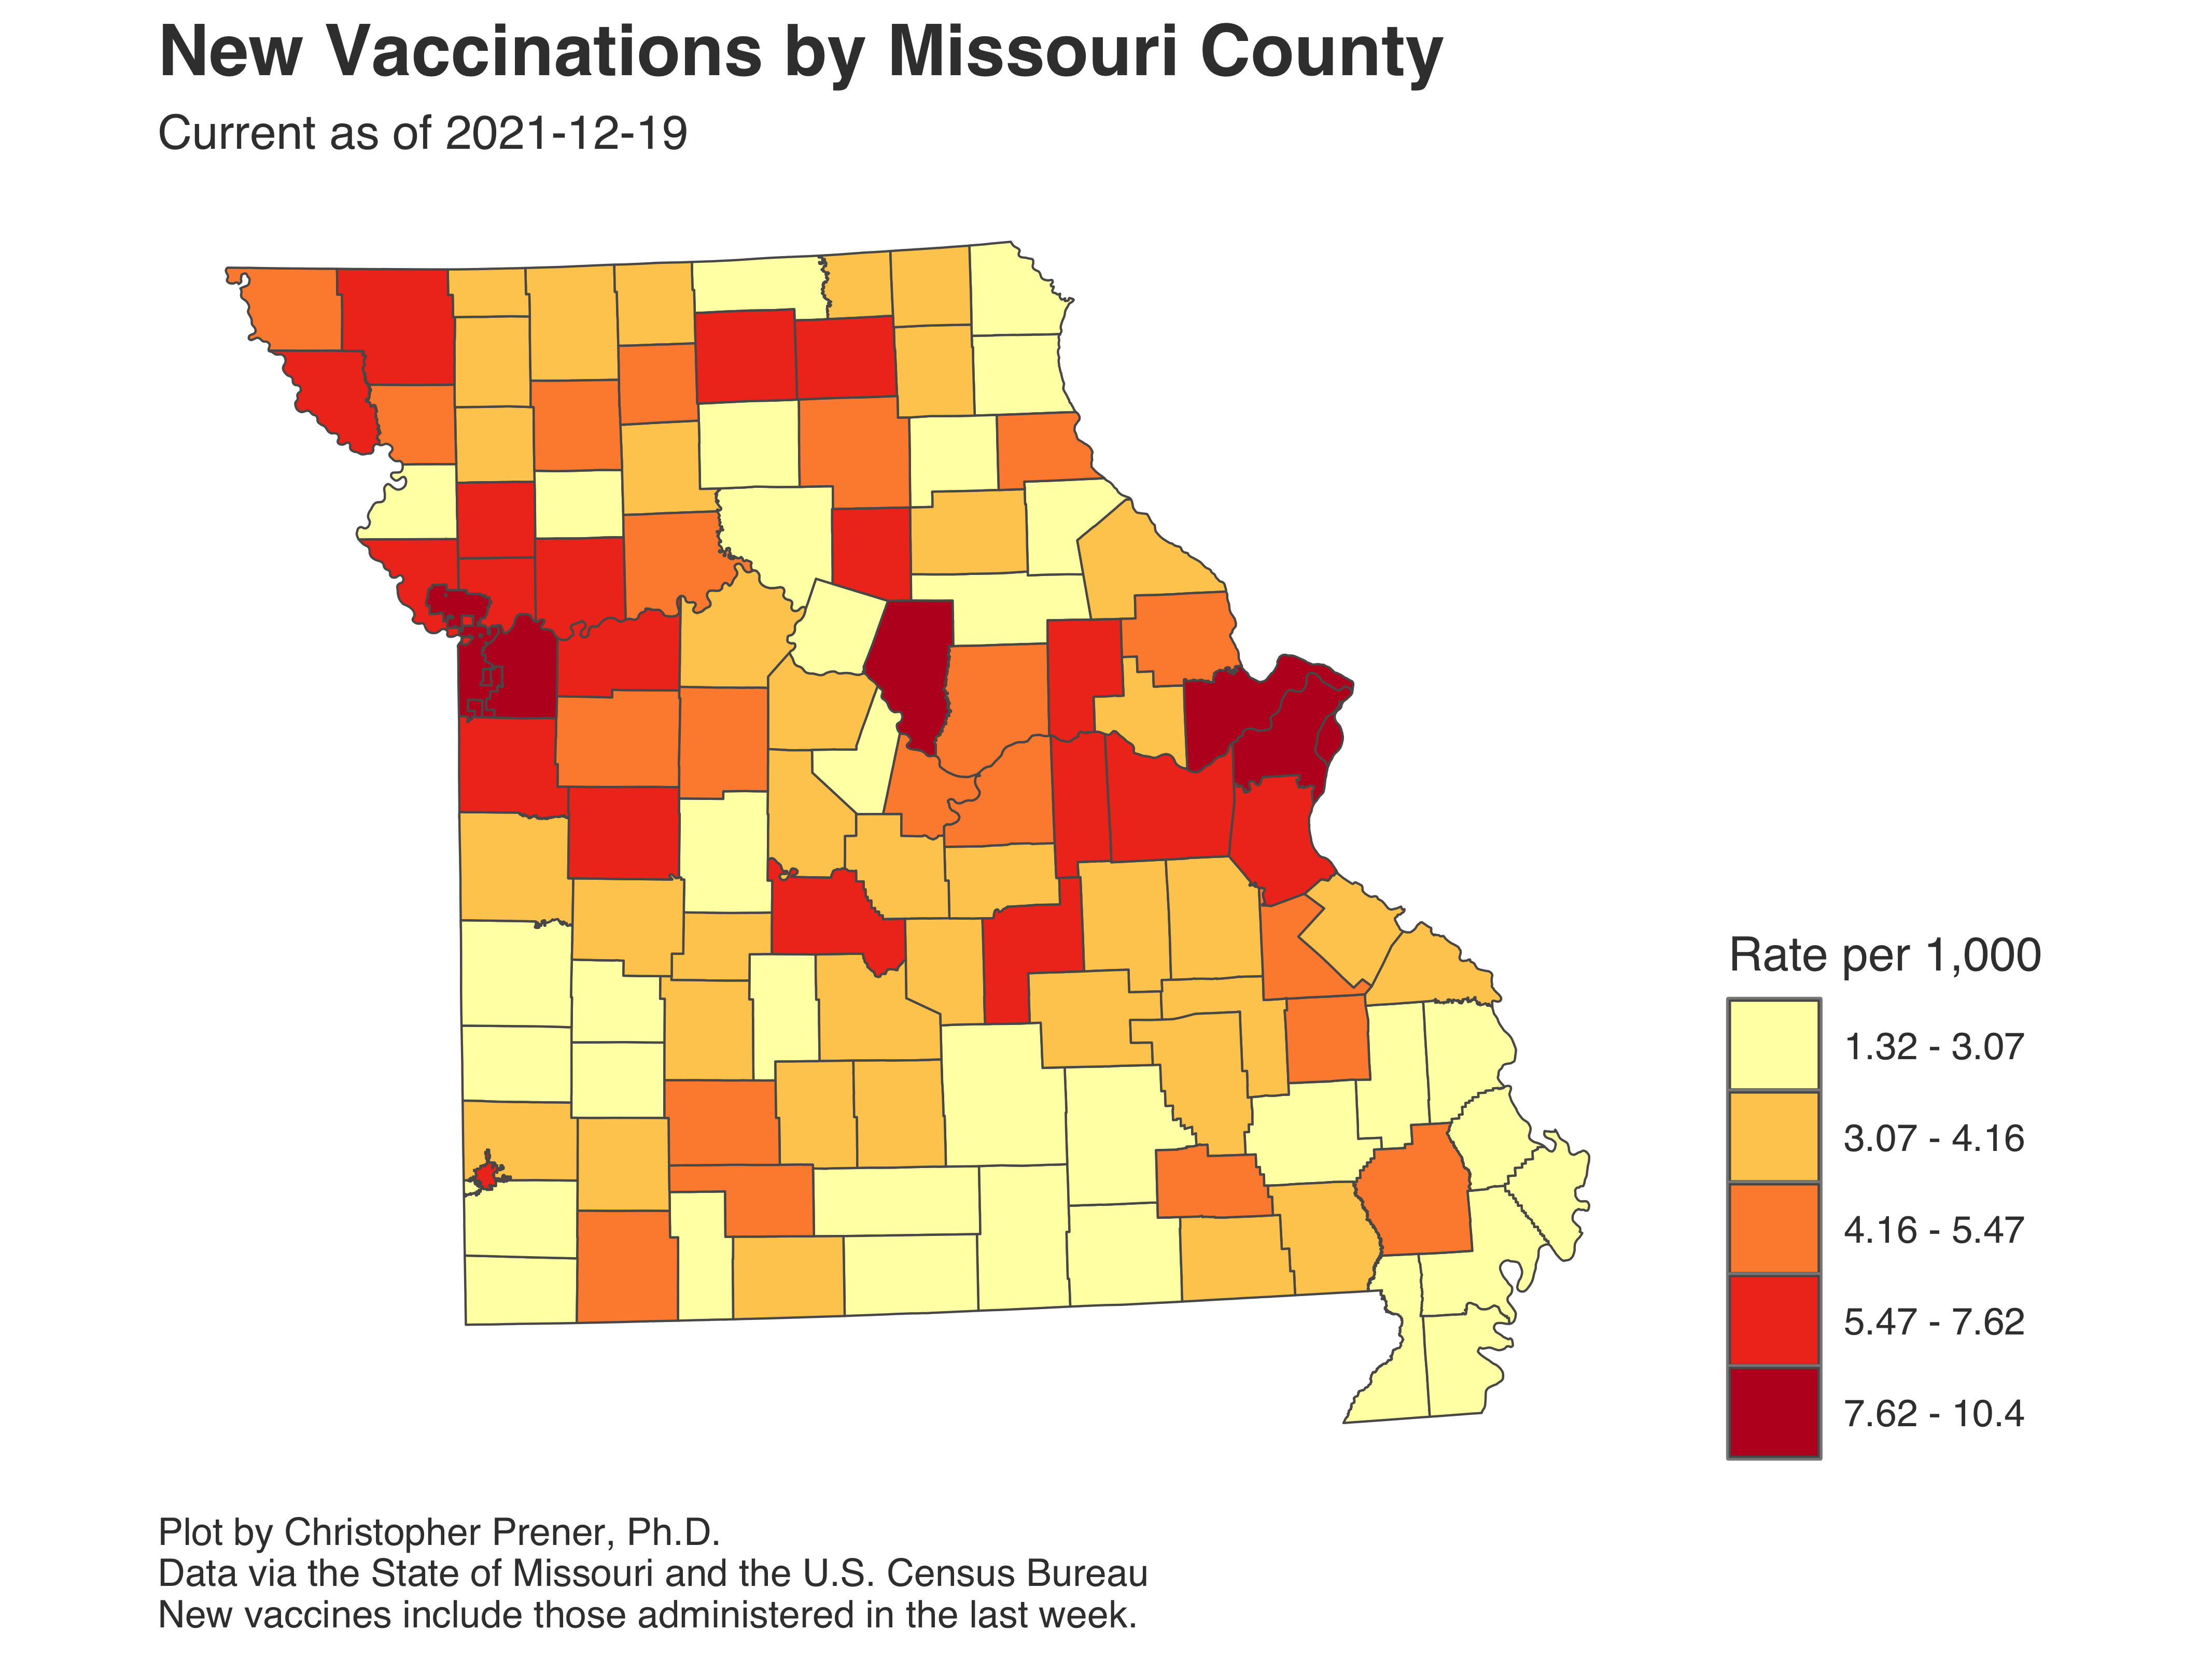 New Vaccinations by Missouri County
Current as of 2021-12-19
Rate per 1,000
1.32 - 3.07
3.07 - 4.16
4.16 - 5.47
5.47 - 7.62
7.62 - 10.4
Plot by Christopher Prener, Ph.D.
Data via the State of Missouri and the U.S. Census Bureau
New vaccines include those administered in the last week.